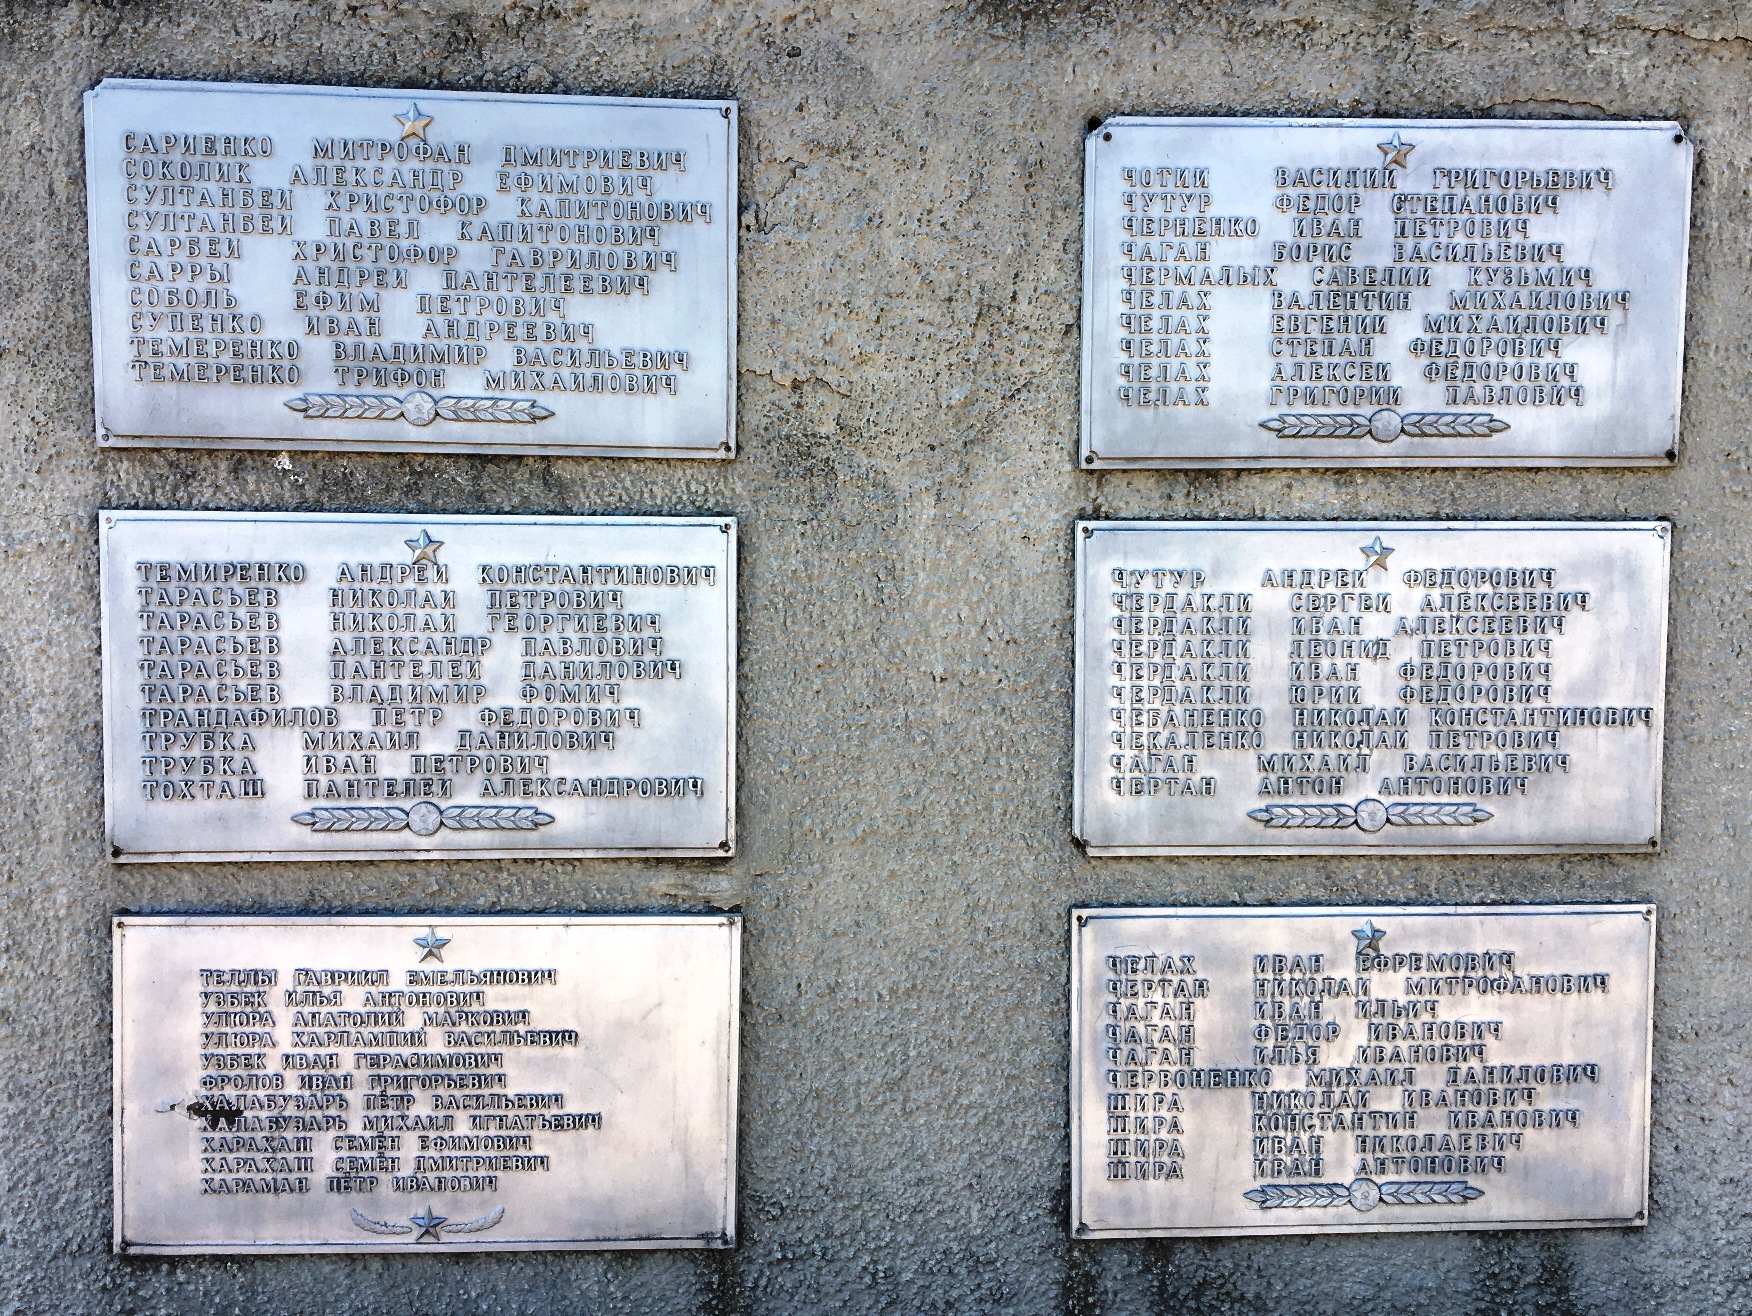 САРИЕНКО МИТРОФАН ДМИТРИЕВИЧ
СОКОЛИК АЛЕКСАНДР ЕФИМОВИЧ
СУЛТАНБЕИ ХРИСТОФОР КАПИТОНОВИЧ
СУЛТАНБЕИ ПАВЕЛ КАПИТОНОВИЧ
САРБЕИ ХРИСТОФОР ГАВРИЛОВИЧ
САРРЫ АНДРЕИ ПАНТЕЛЕЕВИЧ
СОБОЛЬ ЕФИМ ПЕТРОВИЧ
СУПЕНКО ИВАН АНДРЕЕВИЧ
ТЕМЕРЕНКО ВЛАДИМИР ВАСИЛЬЕВИЧ
ТЕМЕРЕНКО ТРИФОН МИХАИЛОВИЧ
ТЕМИРЕНКО АНДРЕИ КОНСТАНТИНОВИЧ
ТАРАСЬЕВ НИКОЛАИ ПЕТРОВИЧ
ТАРАСЬЕВ НИКОЛАИ ГЕОРГИЕВИЧ
ТАРАСЬЕВ АЛЕКСАНДР ПАВЛОВИЧ
ТАРАСЬЕВ ПАНТЕЛЕИ ДАНИЛОВИЧ
ТАРАСЬЕВ ВЛАДИМИР ФОМИЧ
ТРАНДАФИЛОВ ПЕТР ФЕДОРОВИЧ
ТРУБКА МИХАИЛ ДАНИЛОВИЧ
ТРУБКА ИВАН ПЕТРОВИЧ
ТОХТАШ ПАНТЕЛЕИ АЛЕКСАНДРОВИЧ
ТЕЛЛЫ ГАВРИИЛ ЕМЕЛЬЯНОВИЧ
УЗБЕК ИЛЬЯ АНТОНОВИЧ
УЛЮРА АНАТОЛИЙ МАРКОВИЧ
УЛЮРА ХАРЛАМПИЙ ВАСИЛЬЕВИЧ
УЗБЕК ИВАН ГЕРАСИМОВИЧ
ФРОЛОВ ИВАН ГРИГОРЬЕВИЧ
ХАЛАБУЗАРЬ ПЁТР ВАСИЛЬЕВИЧ
ХАЛАБУЗАРЬ МИХАИЛ ИГНАТЬЕВИЧ
ХАРАХАШ СЕМЁН ЕФИМОВИЧ
ХАРАХАШ СЕМЁН ДМИТРИЕВИЧ
ХАРАМАН ПЁТР ИВАНОВИЧ
ЧОТИИ ВАСИЛИИ ГРИГОРЬЕВИЧ
ЧУТУР ФЕДОР СТЕПАНОВИЧ
ЧЕРНЕНКО ИВАН ПЕТРОВИЧ
ЧАГАН БОРИС ВАСИЛЬЕВИЧ
ЧЕРМАЛЫХ САВЕЛИИ КУЗЬМИЧ
ЧЕЛАХ ВАЛЕНТИН МИХАИЛОВИЧ
ЧЕЛАХ ЕВГЕНИИ МИХАИЛОВИЧ
ЧЕЛАХ СТЕПАН ФЕДОРОВИЧ
ЧЕЛАХ АЛЕКСЕИ ФЕДОРОВИЧ
ЧЕЛАХ ГРИГОРИИ ПАВЛОВИЧ
ЧУТУР АНДРЕИ ФЕДОРОВИЧ
ЧЕРДАКЛИ СЕРГЕИ АЛЕКСЕЕВИЧ
ЧЕРДАКЛИ ИВАН АЛЕКСЕЕВИЧ
ЧЕРДАКЛИ ЛЕОНИД ПЕТРОВИЧ
ЧЕРДАКЛИ ИВАН ФЕДОРОВИЧ
ЧЕРДАКЛИ ЮРИИ ФЕДОРОВИЧ
ЧЕБАНЕНКО НИКОЛАИ КОНСТАНТИНОВИЧ
ЧЕКАЛЕНКО НИКОЛАИ ПЕТРОВИЧ
ЧАГАН МИХАИЛ ВАСИЛЬЕВИЧ
ЧЕРТАН АНТОН АНТОНОВИЧ
ЧЕЛАХ ИВАН ЕФРЕМОВИЧ
ЧЕРТАН НИКОЛАИ МИТРОФАНОВИЧ
ЧАГАН ИВАН ИЛЬИЧ
ЧАГАН ФЕДОР ИВАНОВИЧ
ЧАГАН ИЛЬЯ ИВАНОВИЧ
ЧЕРВОНЕНКО МИХАИЛ ДАНИЛОВИЧ
ШИРА НИКОЛАИ ИВАНОВИЧ
ШИРА КОНСТАНТИН ИВАНОВИЧ
ШИРА ИВАН НИКОЛАЕВИЧ
ШИРА ИВАН АНТОНОВИЧ